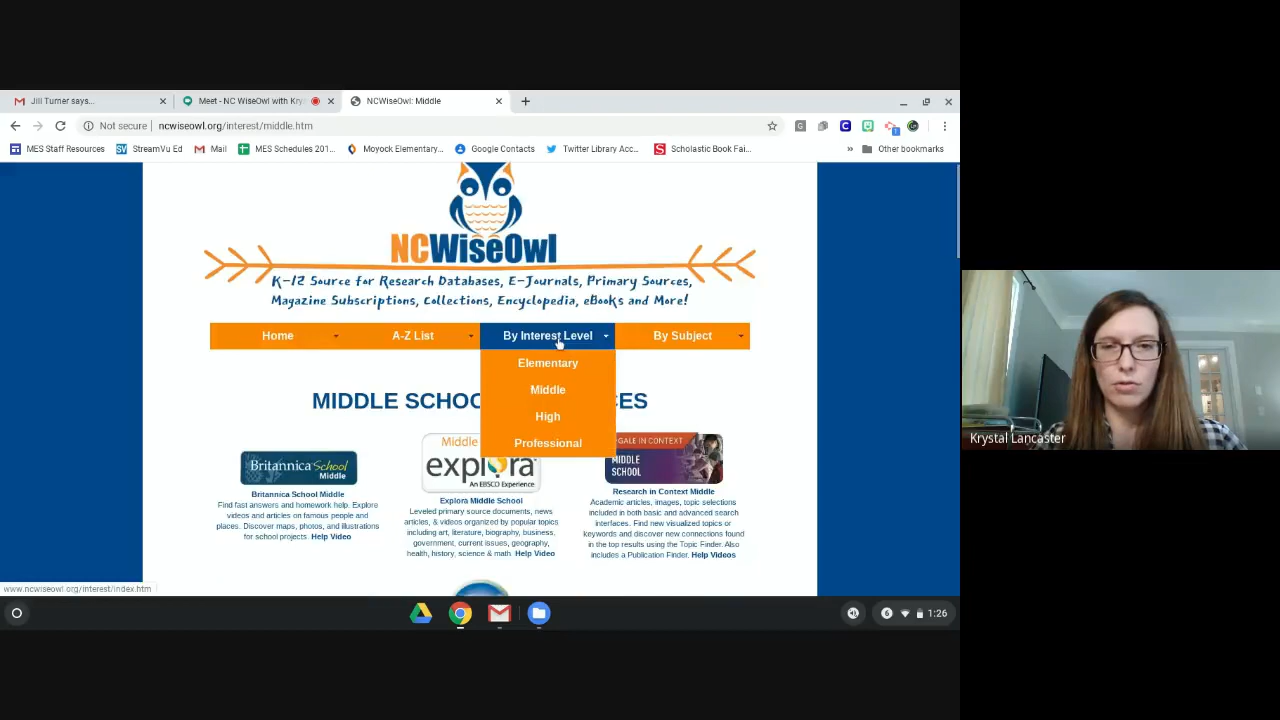 Jill Turner says...
Meet - NC WiseOwl with Kry
NCWiseOwl: Middle
Not secure
ncwiseowl.org/interest/middle.htm
MES Staff Resources
StreamVu Ed
Mail
MES Schedules 201...
Moyock Elementary...
Google Contacts
Twitter Library Acc...
Scholastic Book Fai...
Other bookmarks
NCWiseOwl
K-12 Source for Research Databases, E-Journals, Primary Sources,
Magazine Subscriptions, Collections, Encyclopedia, eBooks and More!
Home
A-Z List
By Interest Level
By Subject
Elementary
Middle
High
Professional
MIDDLE SCHOO
CES
Britannica School
Middle
Britannica School Middle
Find fast answers and homework help. Explore
videos and articles on famous people and
places. Discover maps, photos, and illustrations
for school projects. Help Video
Middle
explora
An EBSCO Experience
Explora Middle School
Leveled primary source documents, news
articles, & videos organized by popular topics
including art, literature, biography, business,
government, current issues, geography,
health, history, science & math. Help Video
GALE IN CONTEXT
MIDDLE
SCHOOL
Research in Context Middle
Academic articles, images, topic selections
included in both basic and advanced search
interfaces. Find new visualized topics or
keywords and discover new connections found
in the top results using the Topic Finder. Also
includes a Publication Finder. Help Videos
www.ncwiseowl.org/interest/index.htm
6
1:26
Krystal Lancaster